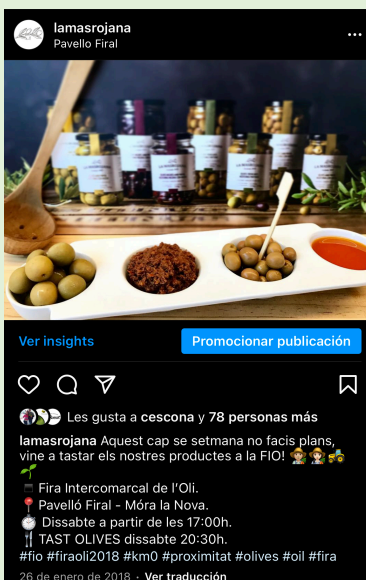 lamasrojana
Pavello Firal
Ver insights
Promocionar publicación
Les gusta a cescona y 78 personas más
lamasrojana Aquest cap se setmana no facis plans,
vine a tastar els nostres productes a la FIO! 👩‍🌾👩‍🌾🚜
🌱
◾ Fira Intercomarcal de l'Oli.
📍 Pavelló Firal - Móra la Nova.
⏱ Dissabte a partir de les 17:00h.
🍴 TAST OLIVES dissabte 20:30h.
#fio #firaoli2018 #km0 #proximitat #olives #oil #fira
26 de enero de 2018 · Ver traducción